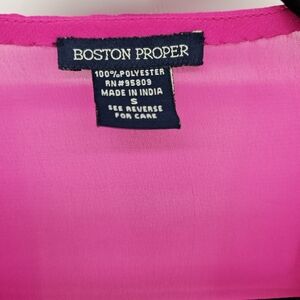 BOSTON PROPER
100% POLYESTER
RN#95809
MADE IN INDIA
S
SEE REVERSE
FOR CARE